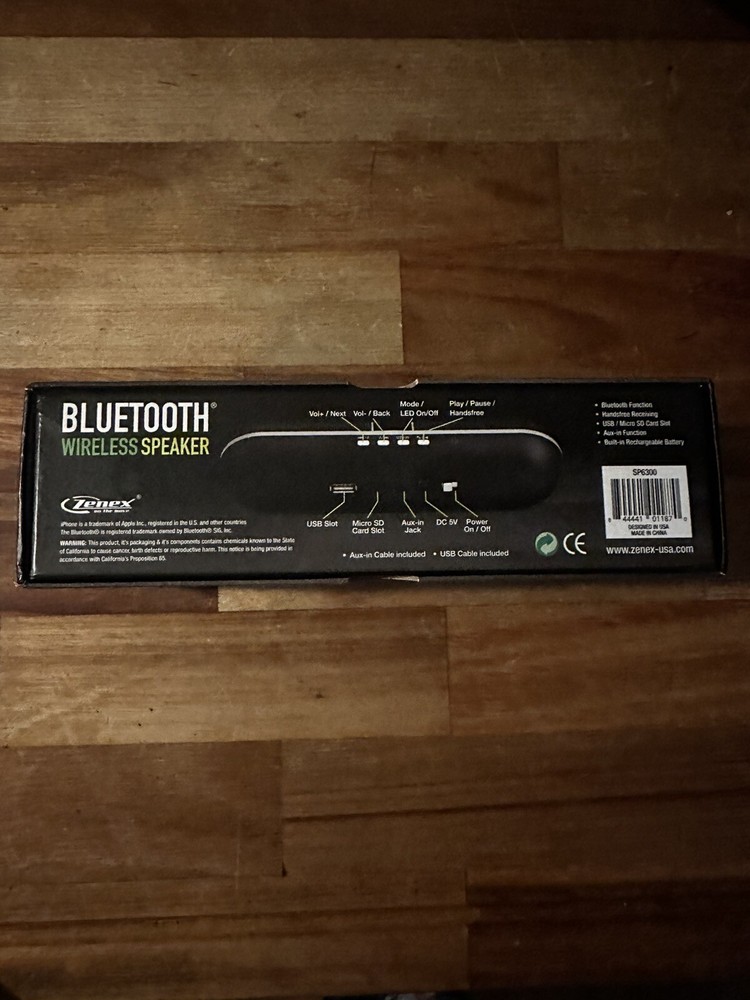 BLUETOOTH®
WIRELESS SPEAKER
Vol+ / Next
Vol- / Back
Mode /
LED On/Off
Play / Pause /
Handsfree
• Bluetooth Function
• Handsfree Receiving
• USB / Micro SD Card Slot
• Aux-in Function
• Built-in Rechargeable Battery
Zenex®
iPhone is a trademark of Apple Inc., registered in the U.S. and other countries
The Bluetooth® is registered trademark owned by Bluetooth® SIG, Inc.
WARNING: This product, it's packaging & it's components contains chemicals known to the State
of California to cause cancer, birth defects or reproductive harm. This notice is being provided in
accordance with California's Proposition 65.
USB Slot
Micro SD
Card Slot
Aux-in
Jack
DC 5V
Power
On / Off
• Aux-in Cable included • USB Cable included
CE
SP6300
44441 01187
DESIGNED IN USA
MADE IN CHINA
www.zenex-usa.com